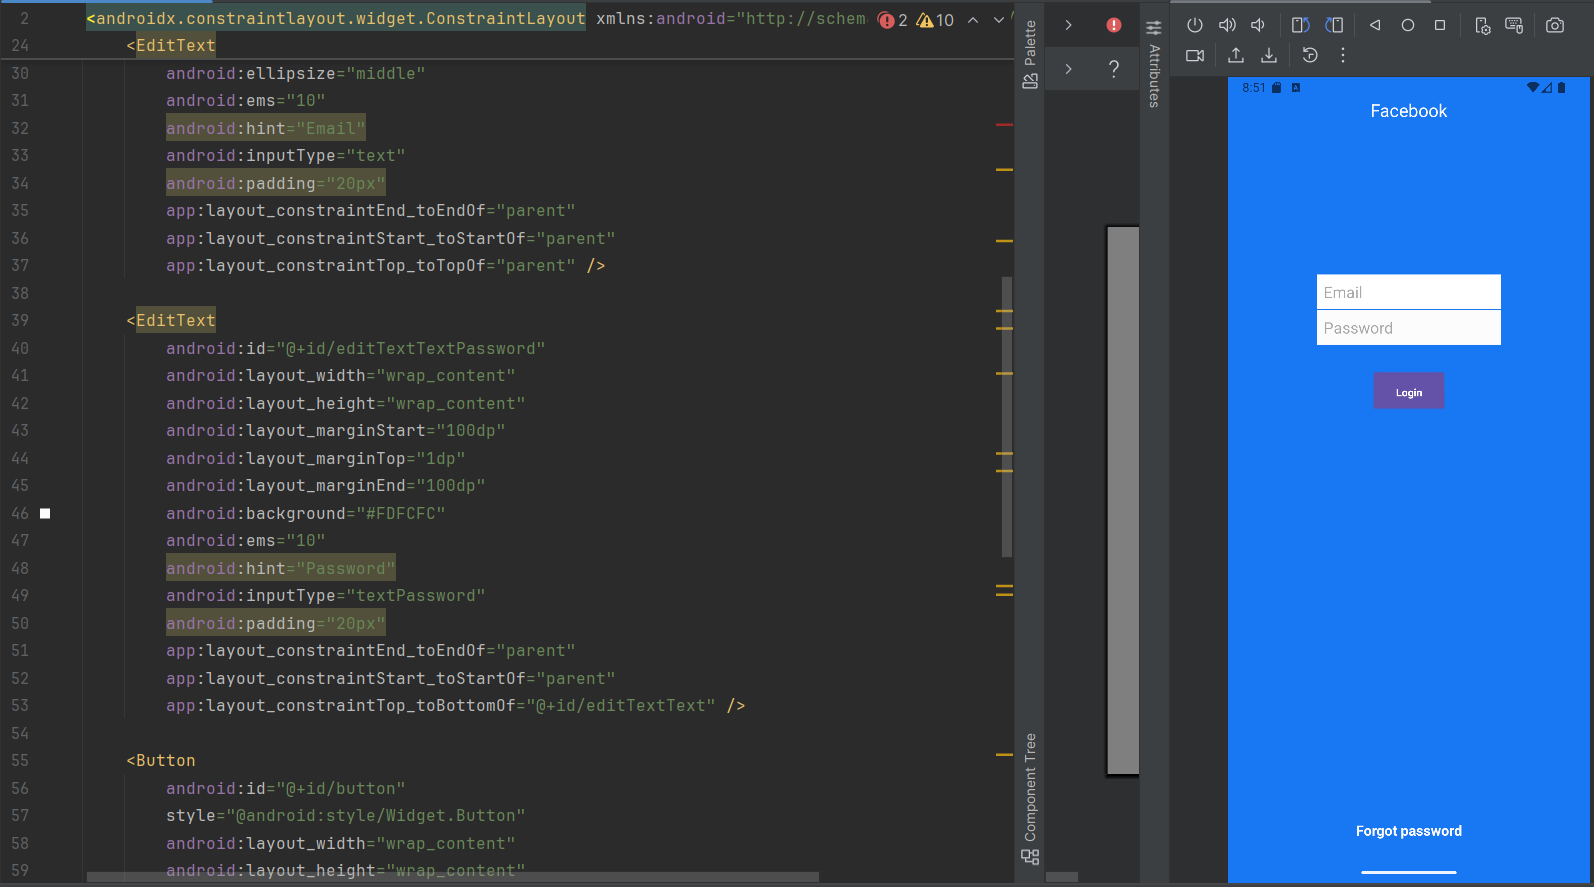 2 <androidx.constraintlayout.widget.ConstraintLayout xmlns:android="http://schem 2 10
24 <EditText
30 android:ellipsize="middle"
31 android:ems="10"
32 android:hint="Email"
33 android:inputType="text"
34 android:padding="20px"
35 app:layout_constraintEnd_toEndOf="parent"
36 app:layout_constraintStart_toStartOf="parent"
37 app:layout_constraintTop_toTopOf="parent" />
38
39 <EditText
40 android:id="@+id/editTextTextPassword"
41 android:layout_width="wrap_content"
42 android:layout_height="wrap_content"
43 android:layout_marginStart="100dp"
44 android:layout_marginTop="1dp"
45 android:layout_marginEnd="100dp"
46 android:background="#FDFCFC"
47 android:ems="10"
48 android:hint="Password"
49 android:inputType="textPassword"
50 android:padding="20px"
51 app:layout_constraintEnd_toEndOf="parent"
52 app:layout_constraintStart_toStartOf="parent"
53 app:layout_constraintTop_toBottomOf="@+id/editTextText" />
54
55 <Button
56 android:id="@+id/button"
57 style="@android:style/Widget.Button"
58 android:layout_width="wrap_content"
59 android:layout_height="wrap_content"
Palette
Component Tree
?
Attributes
8:51
Facebook
Email
Password
Login
Forgot password